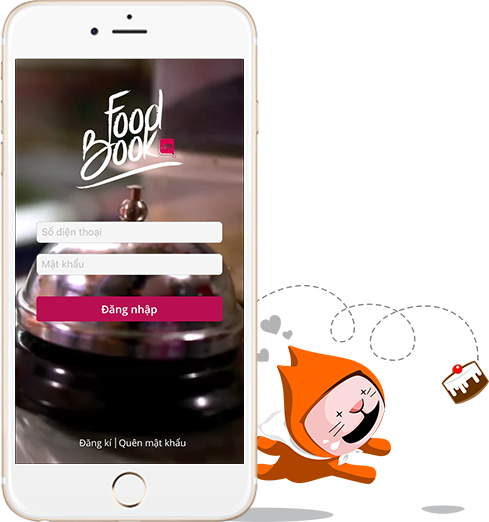 Food
Book
.vn
Số điện thoại
Mật khẩu
Đăng nhập
Đăng kí | Quên mật khẩu